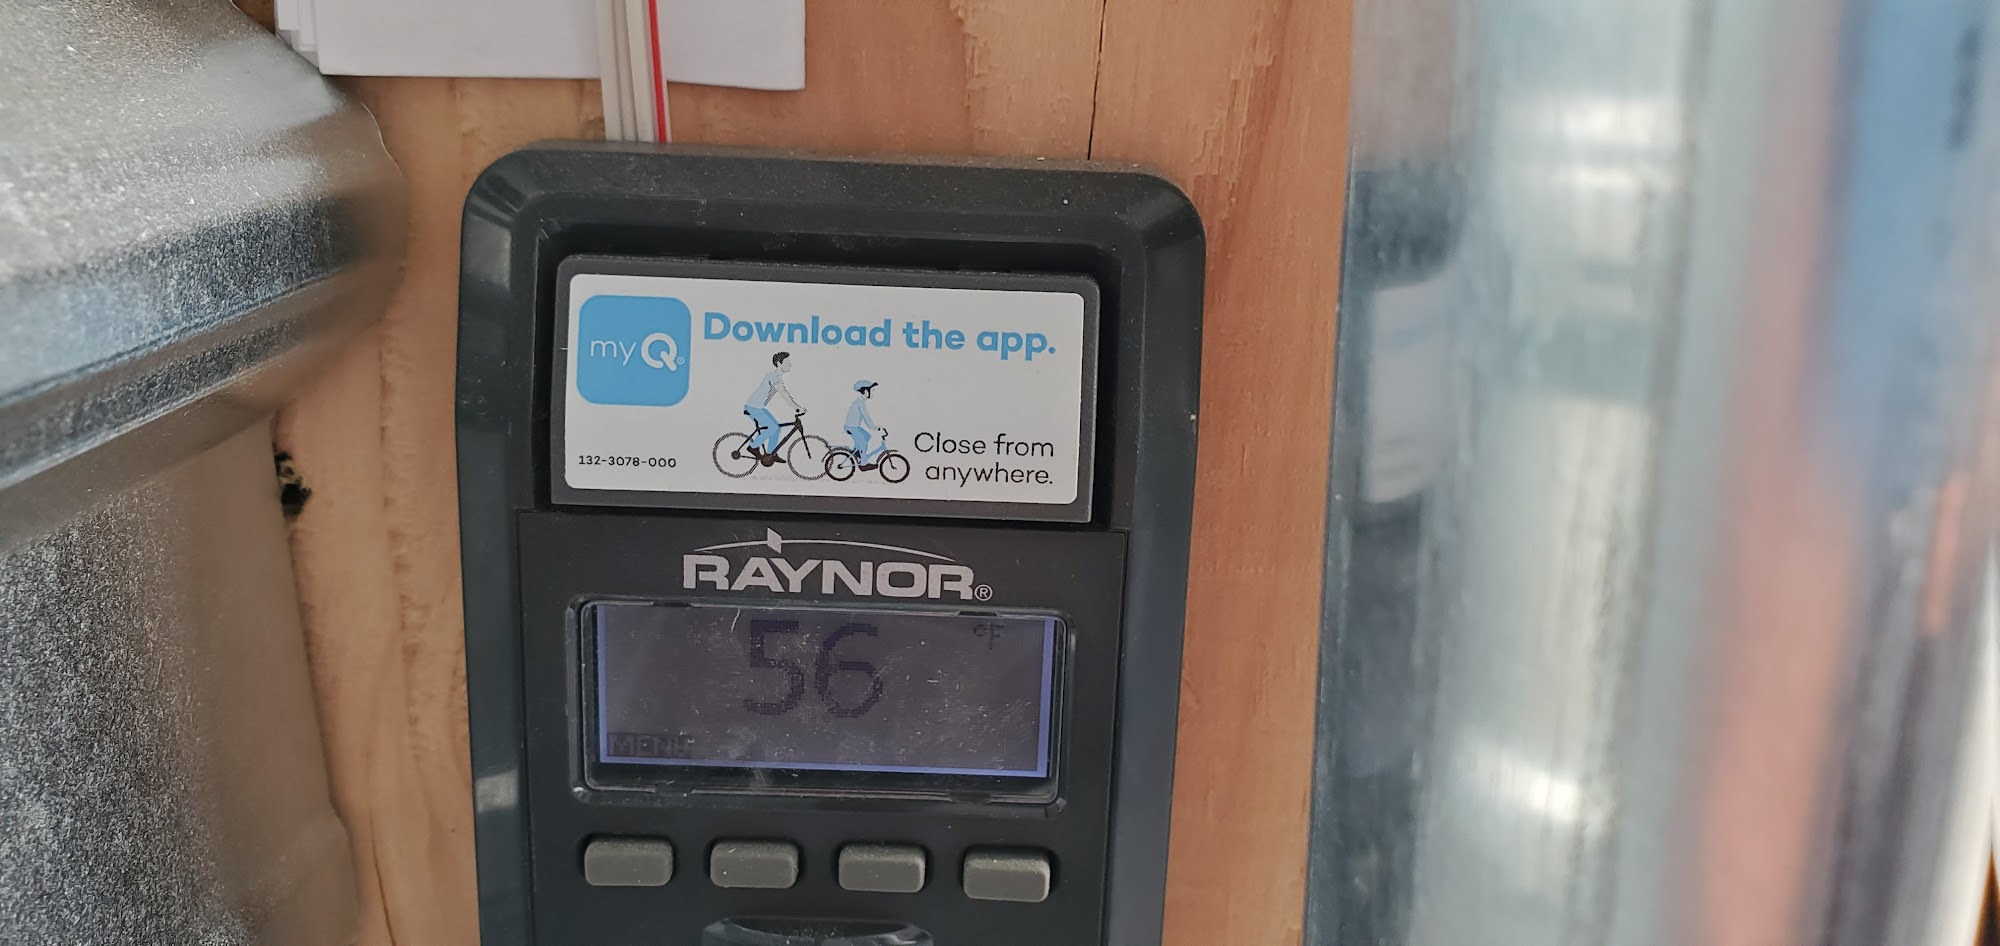 myQ®
Download the app.
132-3078-000
Close from
anywhere.
RAYNOR®
56 °F
MENU